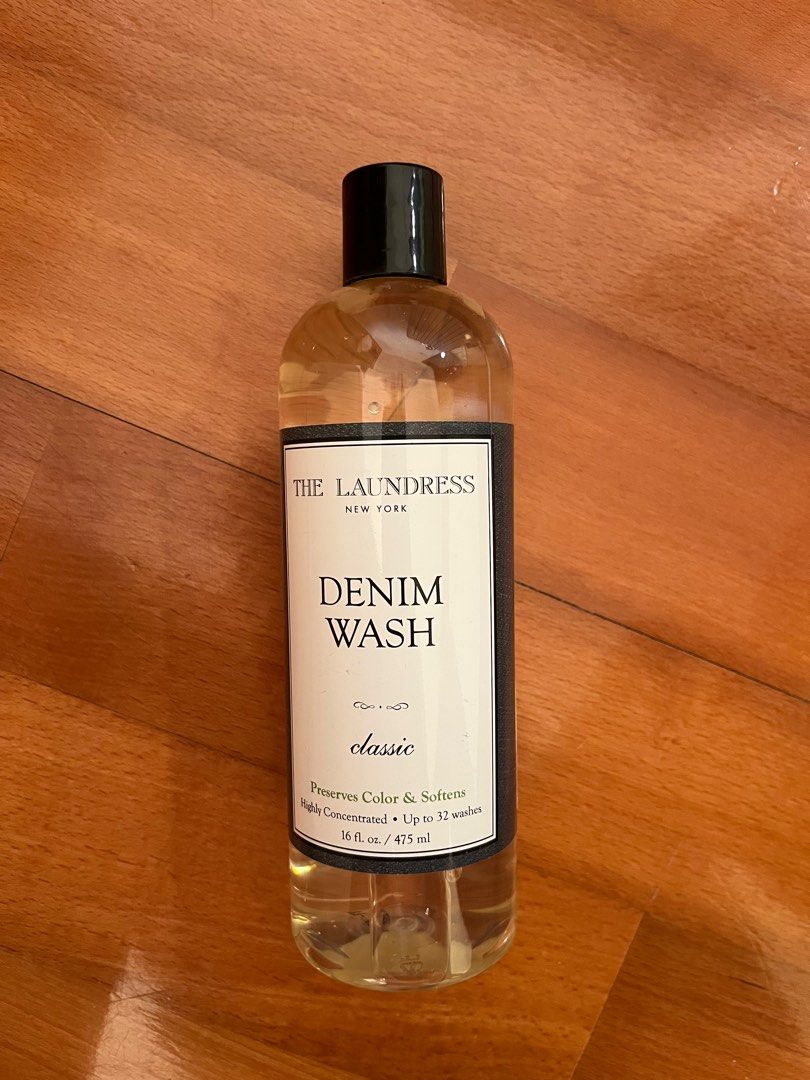 THE LAUNDRESS
NEW YORK
DENIM
WASH
classic
Preserves Color & Softens
Highly Concentrated • Up to 32 washes
16 fl. oz. / 475 ml